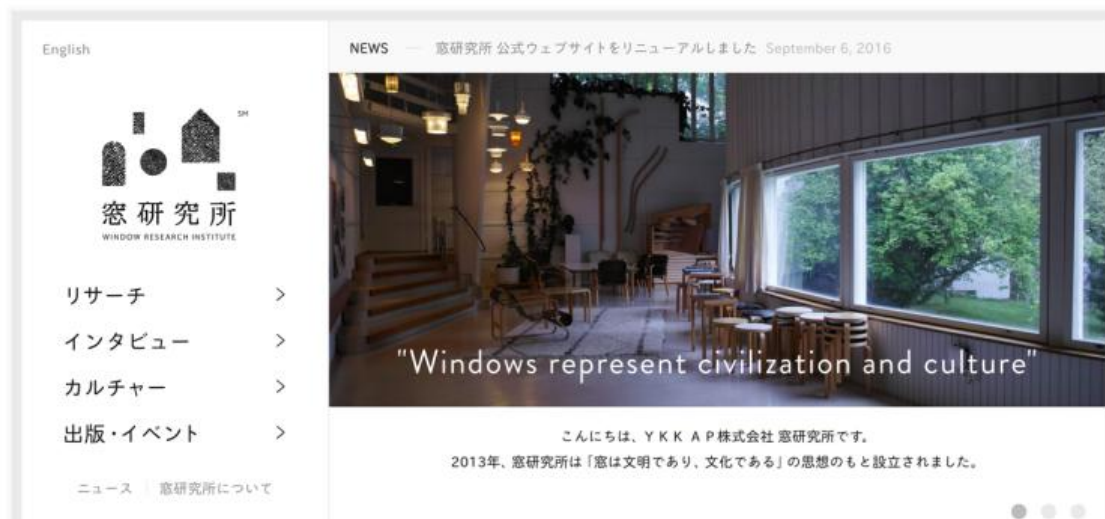 English
SM
窓研究所
WINDOW RESEARCH INSTITUTE
リサーチ
インタビュー
カルチャー
出版・イベント
ニュース 窓研究所について
NEWS — 窓研究所 公式ウェブサイトをリニューアルしました September 6, 2016
"Windows represent civilization and culture"
こんにちは、YKK AP株式会社 窓研究所です。
2013年、窓研究所は「窓は文明であり、文化である」の思想のもと設立されました。